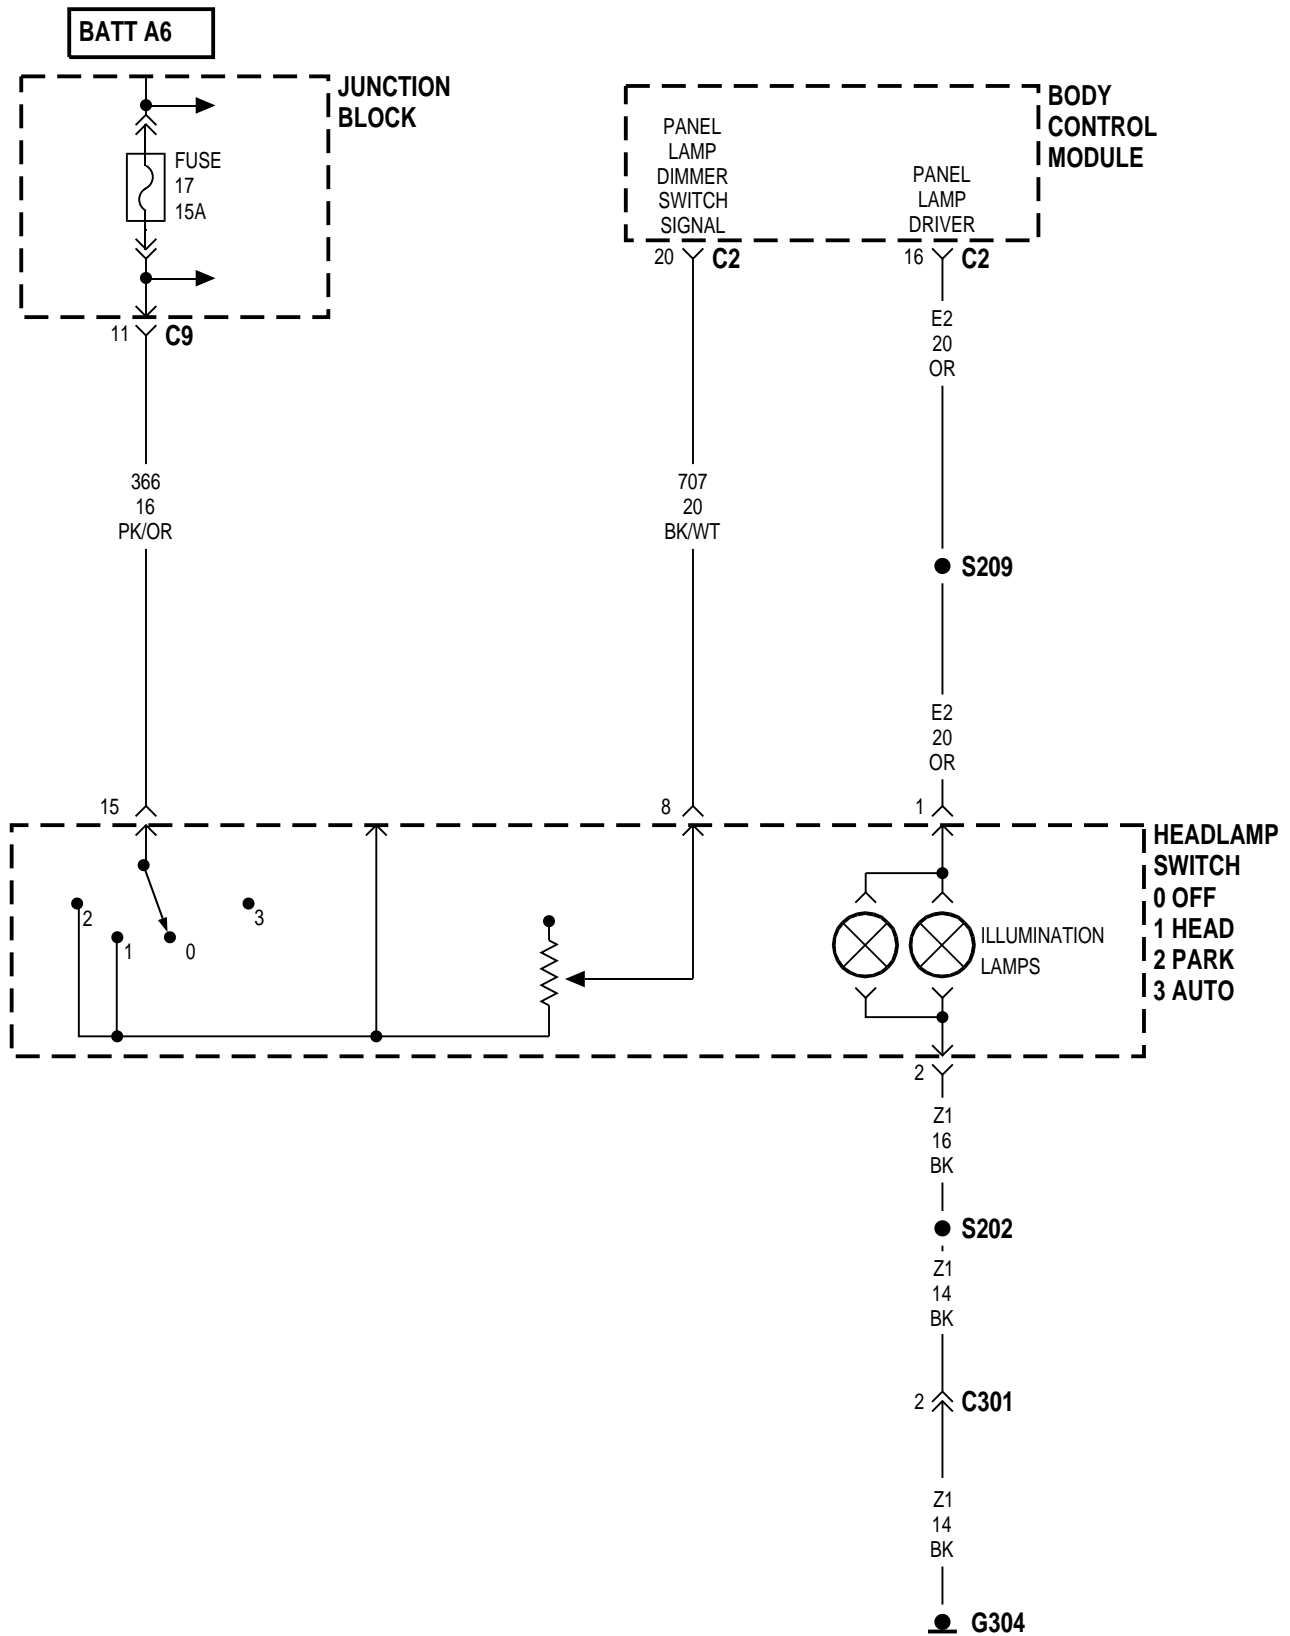 BATT A6
JUNCTION
BLOCK
FUSE
17
15A
11
C9
366
16
PK/OR
BODY
CONTROL
MODULE
PANEL
LAMP
DIMMER
SWITCH
SIGNAL
PANEL
LAMP
DRIVER
20
C2
16
C2
707
20
BK/WT
E2
20
OR
S209
E2
20
OR
15
8
1
HEADLAMP
SWITCH
0 OFF
1 HEAD
2 PARK
3 AUTO
2
1
0
3
ILLUMINATION
LAMPS
2
Z1
16
BK
S202
Z1
14
BK
2
C301
Z1
14
BK
G304